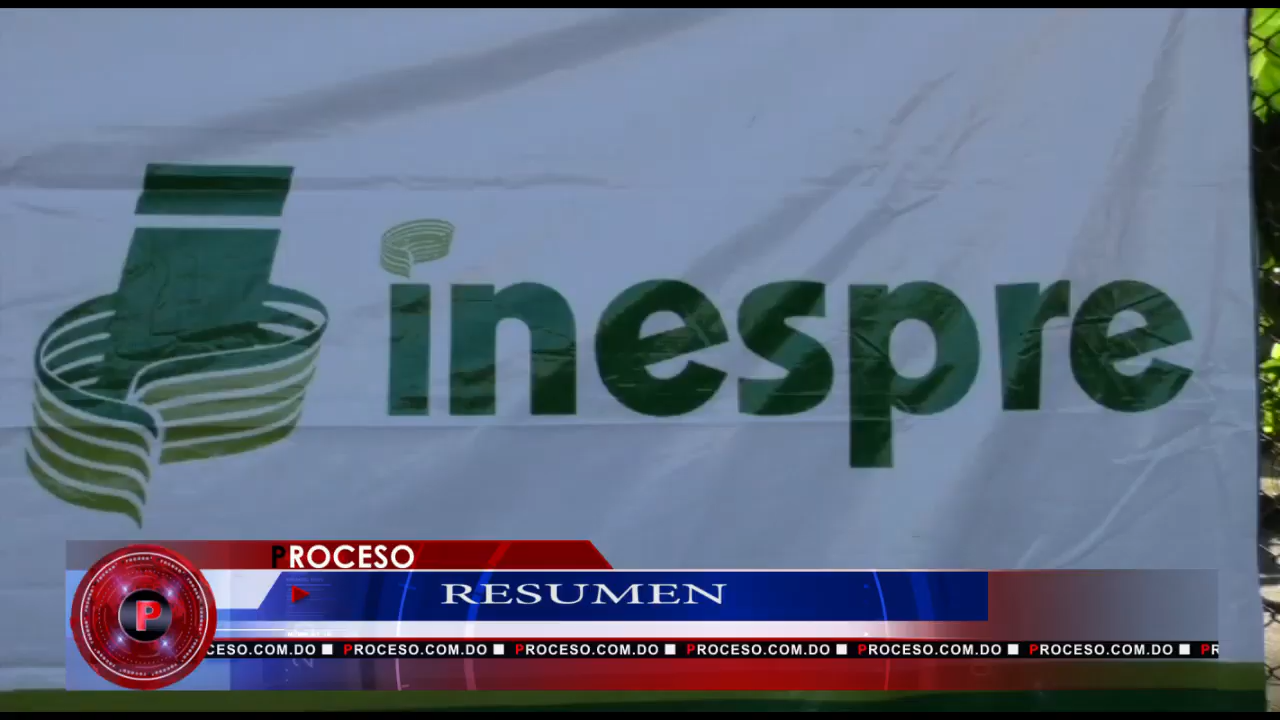 inespre
PROCESO
RESUMEN
P
CESO.COM.DO ■ PROCESO.COM.DO ■ PROCESO.COM.DO ■ PROCESO.COM.DO ■ PROCESO.COM.DO ■ PROCESO.COM.DO ■ PR